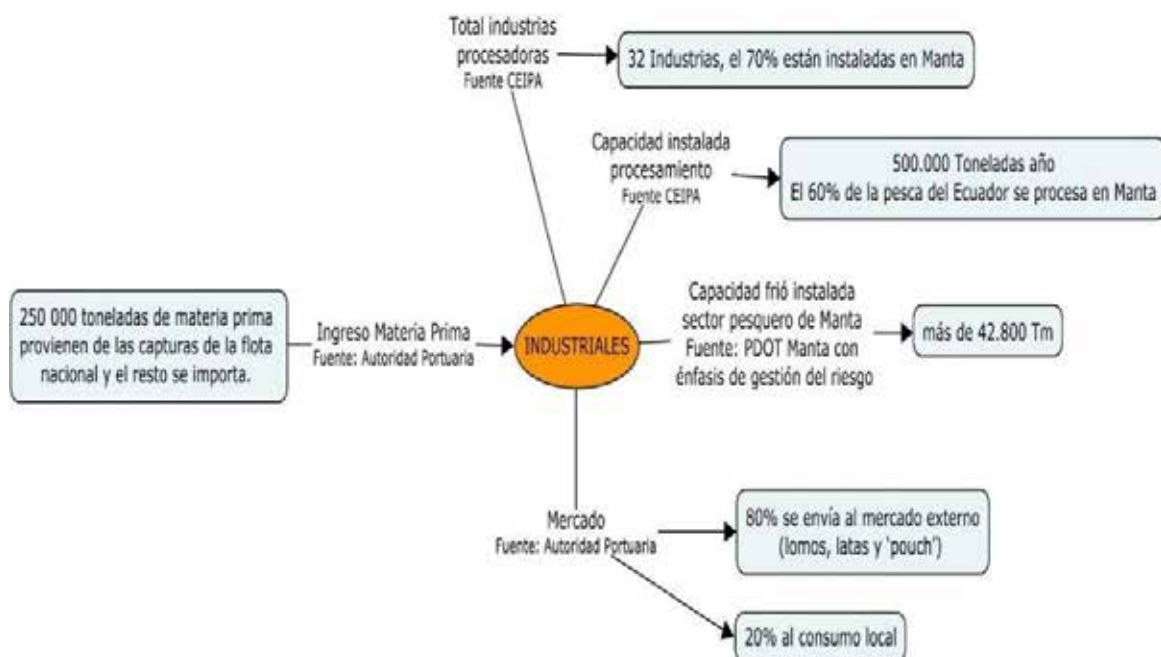 Total industrias
procesadoras
Fuente CEIPA
32 Industrias, el 70% están instaladas en Manta
Capacidad instalada
procesamiento
Fuente CEIPA
500.000 Toneladas año
El 60% de la pesca del Ecuador se procesa en Manta
250 000 toneladas de materia prima
provienen de las capturas de la flota
nacional y el resto se importa.
Ingreso Materia Prima
Fuente: Autoridad Portuaria
INDUSTRIALES
Capacidad frió instalada
sector pesquero de Manta
Fuente: PDOT Manta con
énfasis de gestión del riesgo
más de 42.800 Tm
Mercado
Fuente: Autoridad Portuaria
80% se envía al mercado externo
(lomos, latas y 'pouch')
20% al consumo local